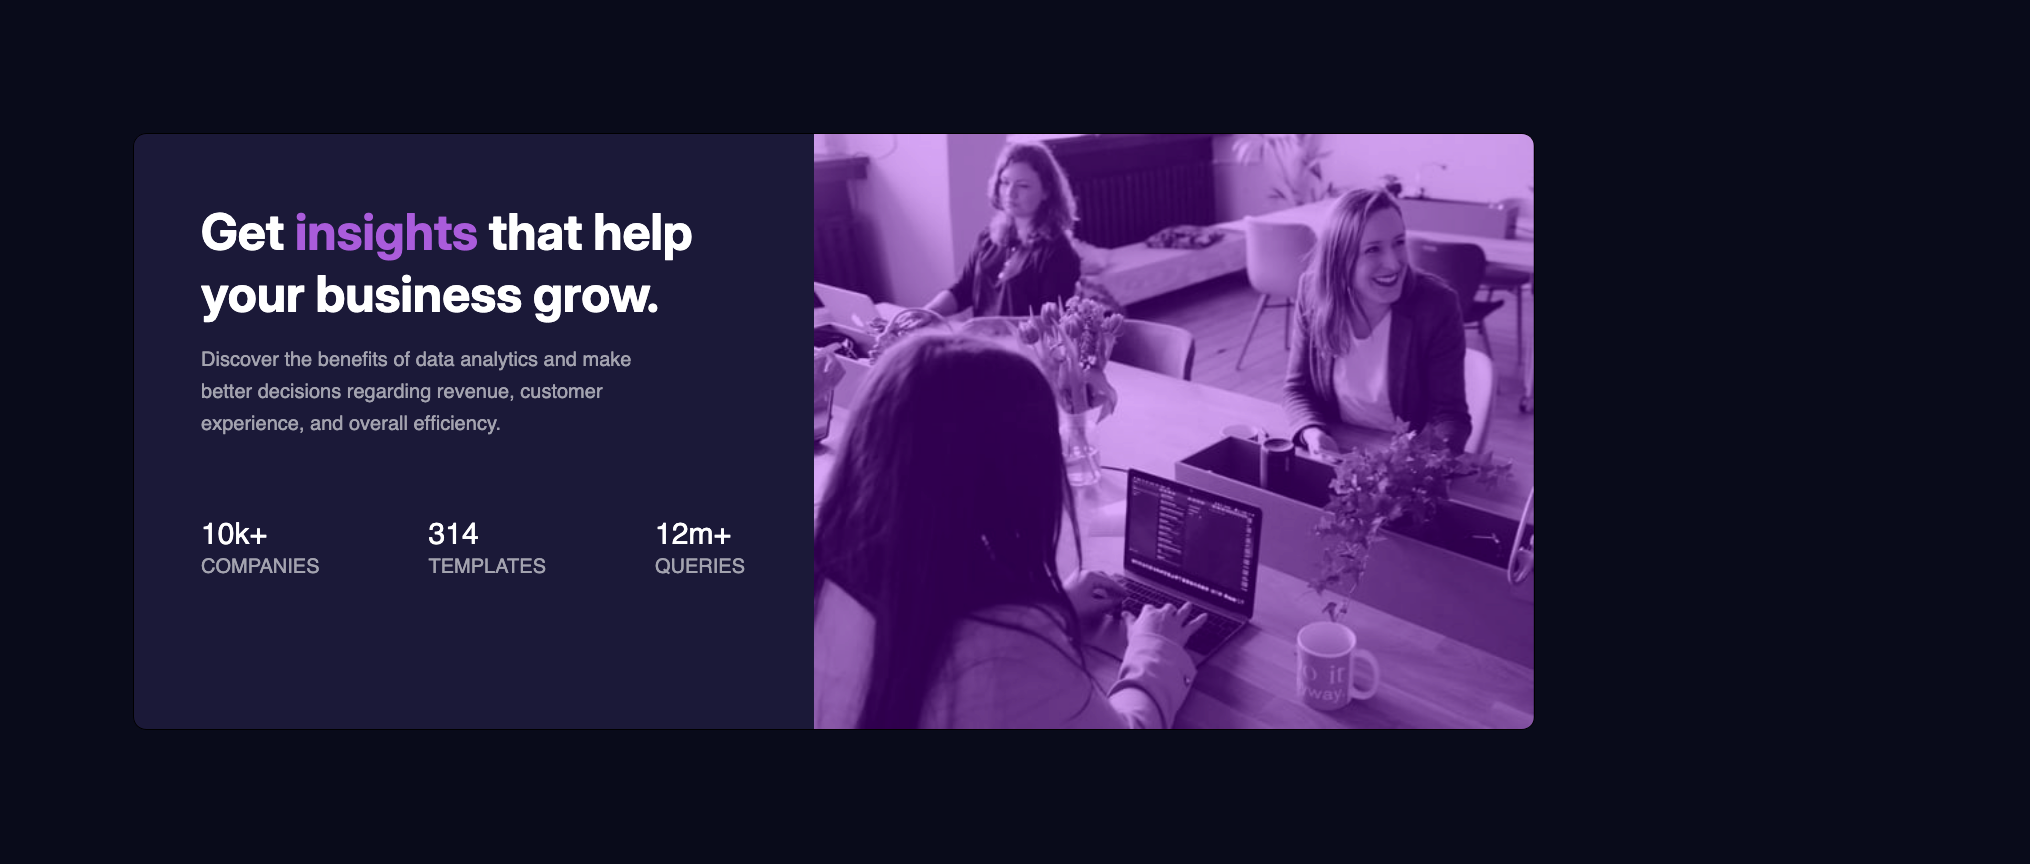 Get insights that help
your business grow.
Discover the benefits of data analytics and make
better decisions regarding revenue, customer
experience, and overall efficiency.
10k+ 314 12m+
COMPANIES TEMPLATES QUERIES